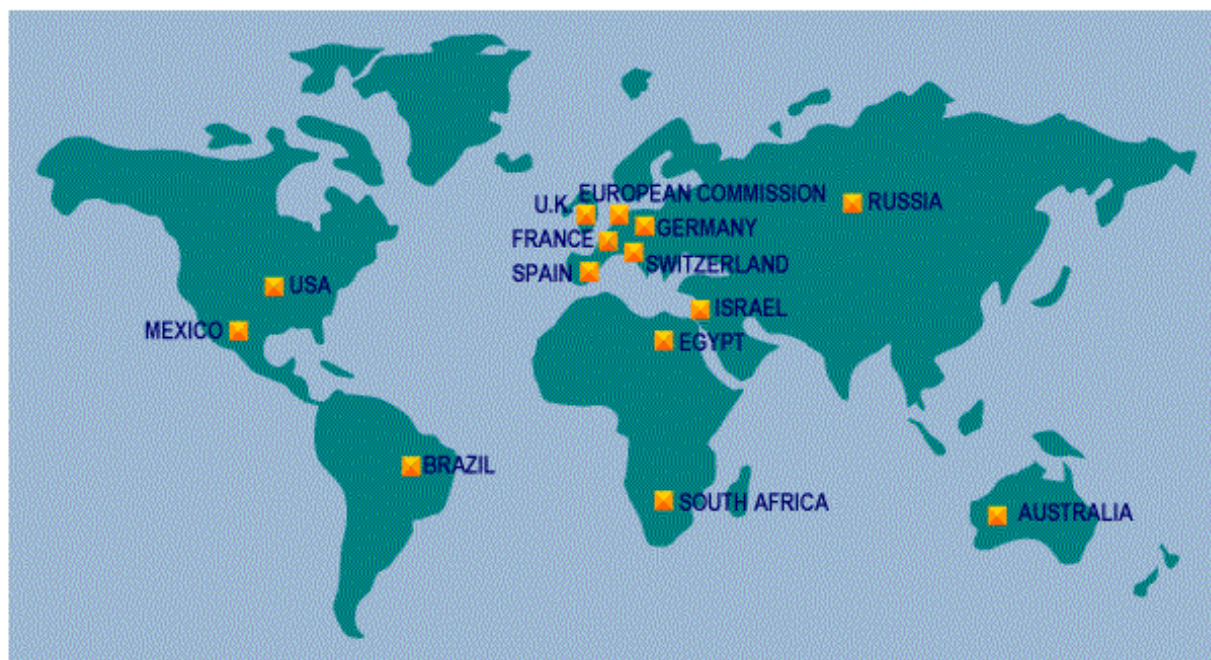 EUROPEAN COMMISSION
U.K.
RUSSIA
GERMANY
FRANCE
SWITZERLAND
SPAIN
USA
ISRAEL
MEXICO
EGYPT
BRAZIL
SOUTH AFRICA
AUSTRALIA